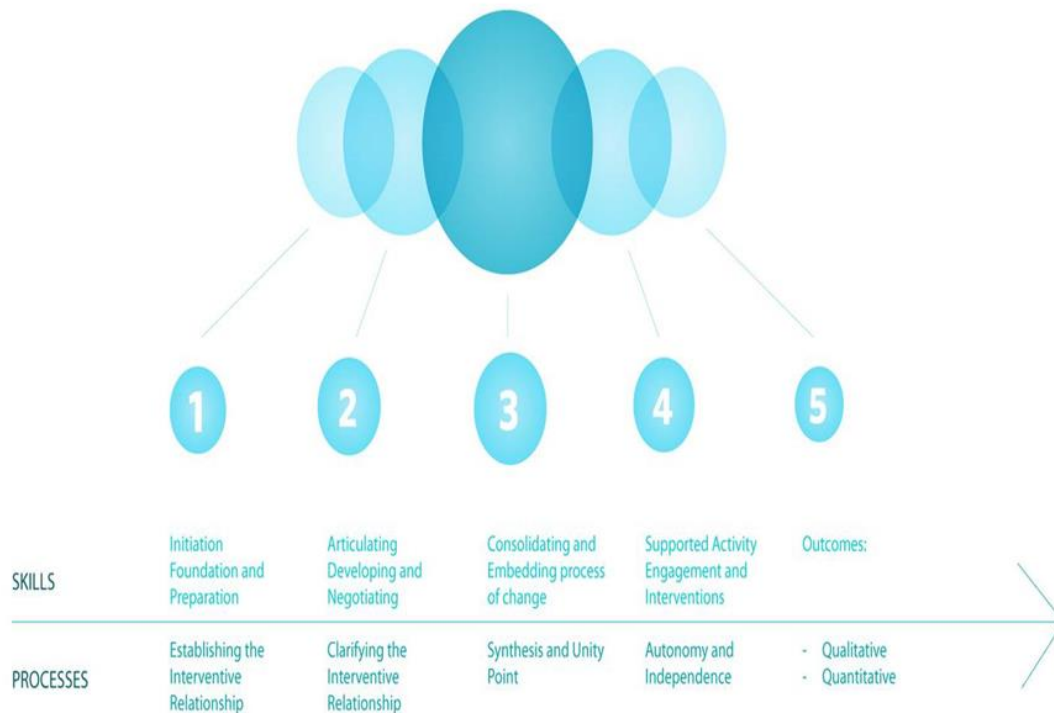 1
2
3
4
5
SKILLS
Initiation
Foundation and
Preparation
Articulating
Developing and
Negotiating
Consolidating and
Embedding process
of change
Supported Activity
Engagement and
Interventions
Outcomes:
PROCESSES
Establishing the
Interventive
Relationship
Clarifying the
Interventive
Relationship
Synthesis and Unity
Point
Autonomy and
Independence
- Qualitative
- Quantitative